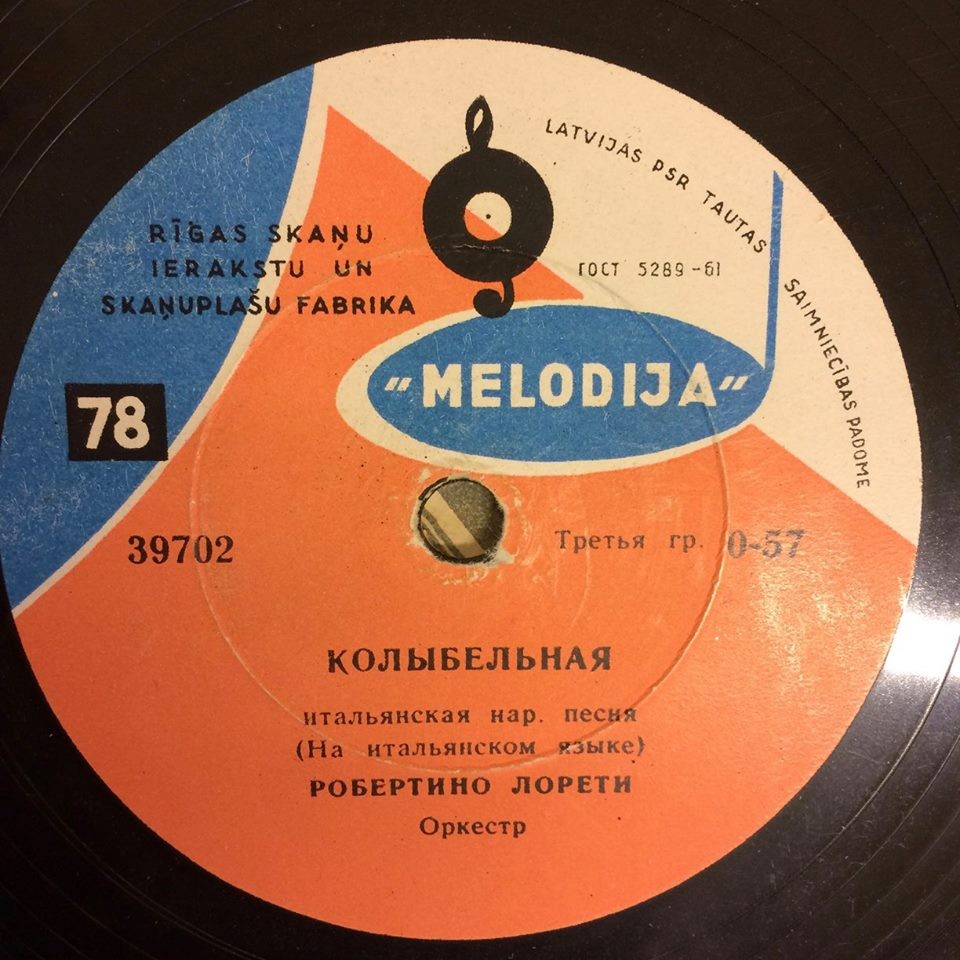 LATVIJAS PSR TAUTAS SAIMNIECĪBAS PADOME
RĪGAS SKAŅU
IERAKSTU UN
SKAŅUPLAŠU FABRIKA
ГОСТ 5289-61
"MELODIJA"
78
39702
Третья гр. 0-57
КОЛЫБЕЛЬНАЯ
итальянская нар. песня
(На итальянском языке)
РОБЕРТИНО ЛОРЕТИ
Оркестр